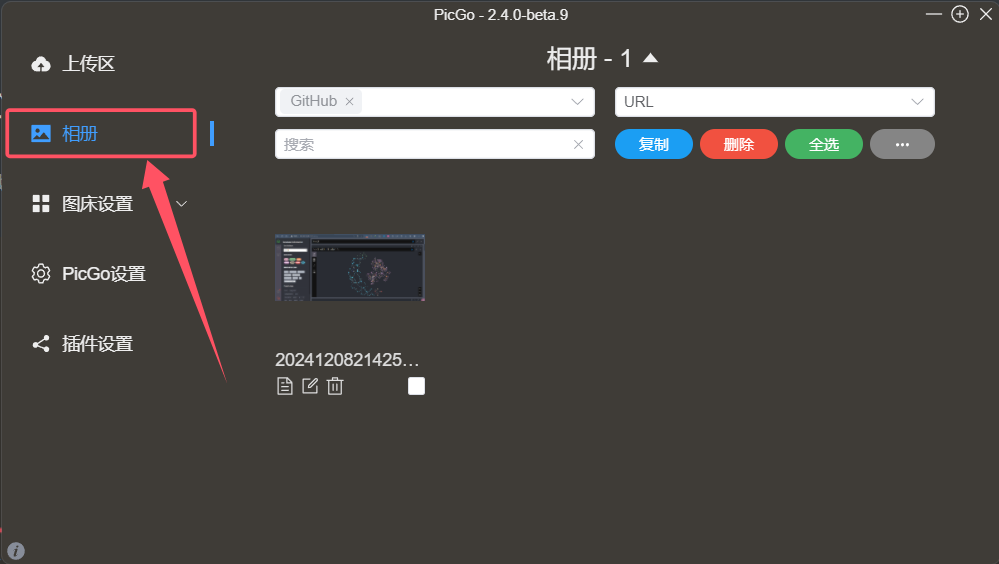 PicGo - 2.4.0-beta.9
上传区
相册
图床设置
PicGo设置
插件设置
相册 - 1
GitHub
URL
搜索
复制
删除
全选
2024120821425…